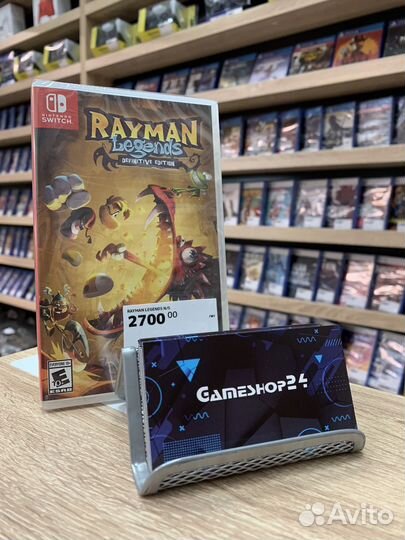 NINTENDO
SWITCH
RAYMAN
Legends
DEFINITIVE EDITION
RAYMAN LEGENDS N/S
2700 00
EVERYONE 10+
E
ESRB
GAMESHOP24
Avito